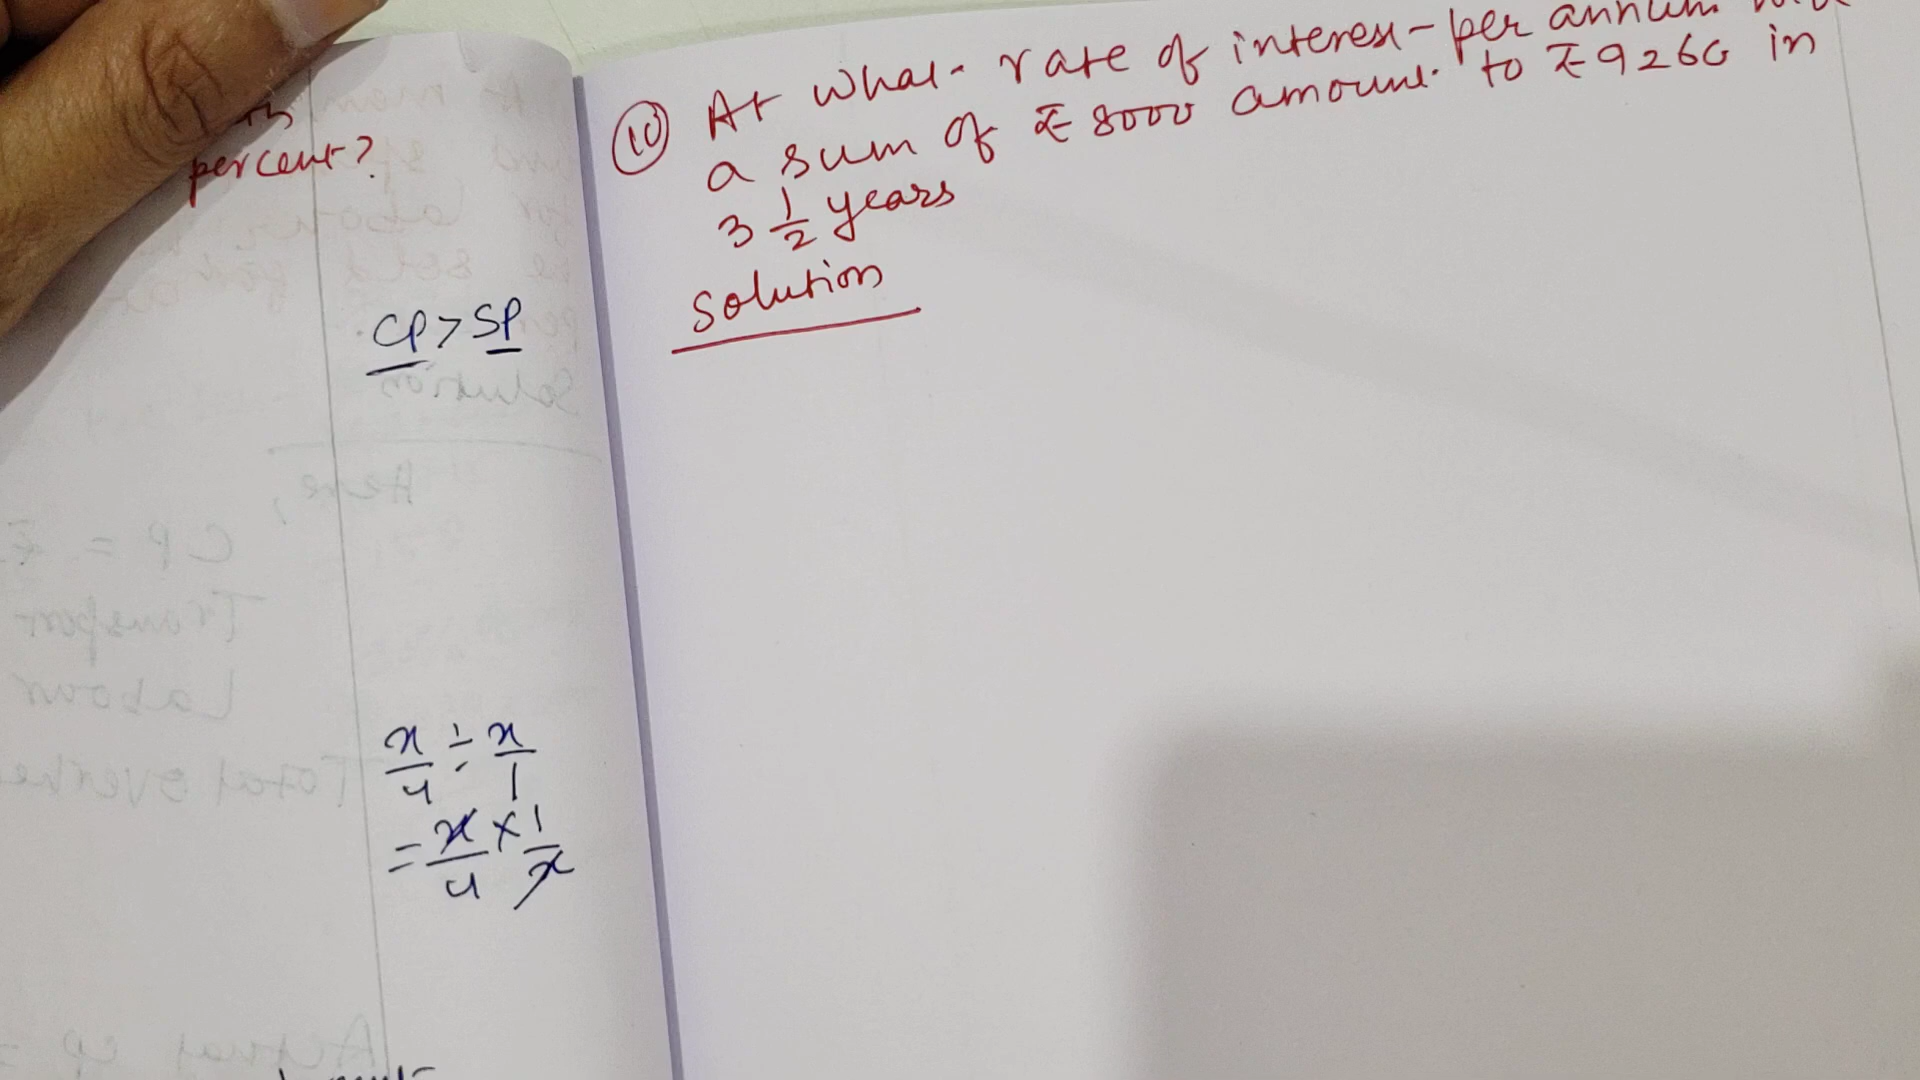 percent?
CP > SP
x/4 ÷ x/1
= x/4 × 1/x
(10) At what rate of interest per annum
a sum of ₹ 8000 amount to ₹ 9260 in
3 1/2 years
Solution